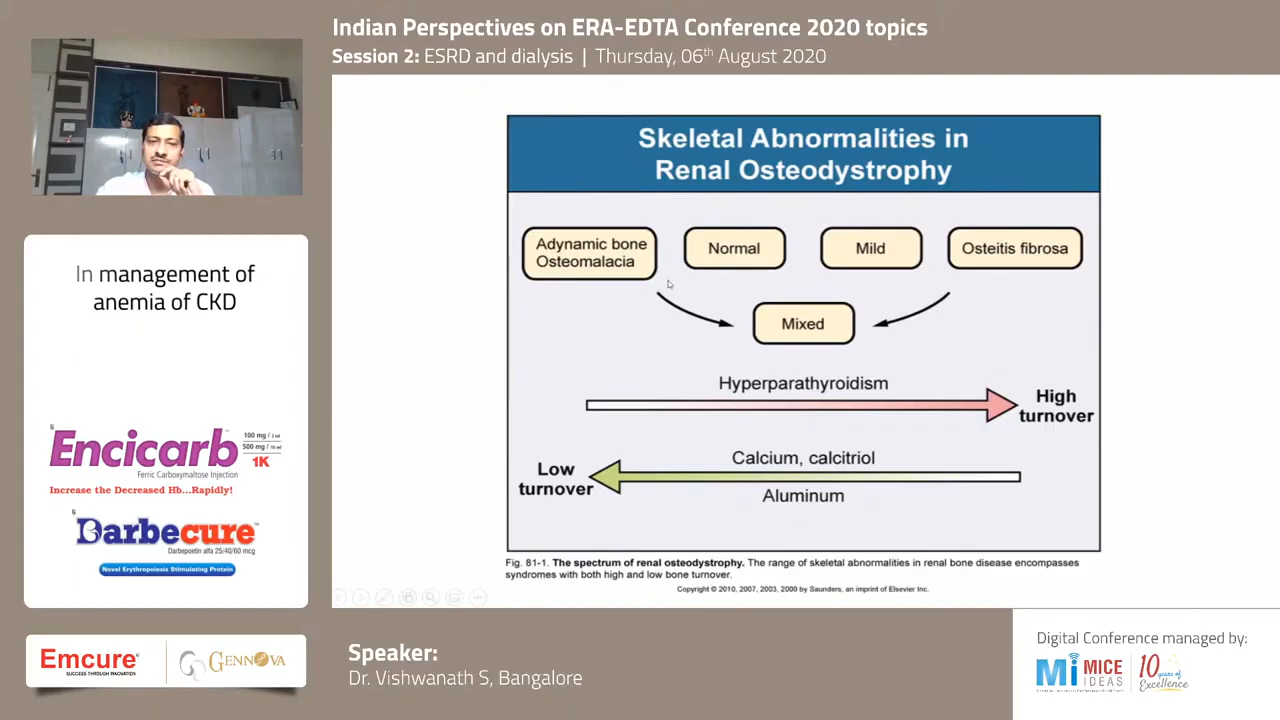 Indian Perspectives on ERA-EDTA Conference 2020 topics
Session 2: ESRD and dialysis | Thursday, 06th August 2020
In management of
anemia of CKD
Encicarb
100 mg / 2 ml
500 mg / 10 ml
1K
Ferric Carboxymaltose Injection
Increase the Decreased Hb...Rapidly!
Darbecure™
Darbepoetin alfa 25/40/60 mcg
Novel Erythropoiesis Stimulating Protein
Emcure®
SUCCESS THROUGH INNOVATION
GENNOVA
Skeletal Abnormalities in
Renal Osteodystrophy
Adynamic bone
Osteomalacia
Normal
Mild
Osteitis fibrosa
Mixed
Hyperparathyroidism
High
turnover
Calcium, calcitriol
Low
turnover
Aluminum
Fig. 81-1. The spectrum of renal osteodystrophy. The range of skeletal abnormalities in renal bone disease encompasses
syndromes with both high and low bone turnover.
Copyright © 2010, 2007, 2003, 2000 by Saunders, an imprint of Elsevier Inc.
Speaker:
Dr. Vishwanath S, Bangalore
Digital Conference managed by:
Mi MICE
IDEAS
10 years of
Excellence